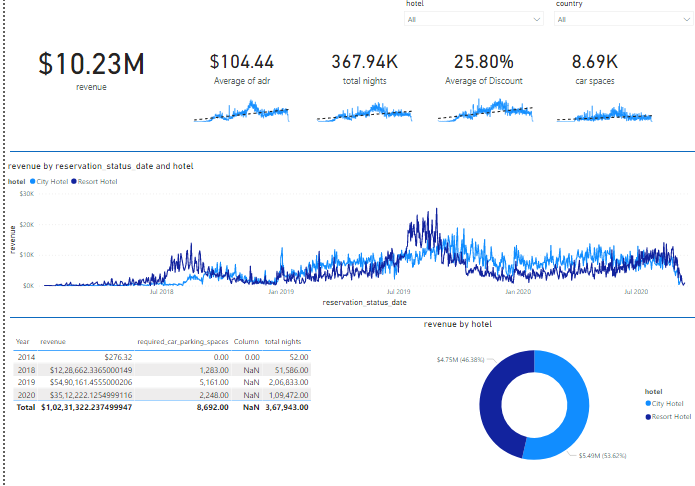 hotel country
All All
$10.23M $104.44 367.94K 25.80% 8.69K
revenue Average of adr total nights Average of Discount car spaces
revenue by reservation_status_date and hotel
hotel City Hotel Resort Hotel
$30K
$20K
$10K
$0K
revenue
Jul 2018 Jan 2019 Jul 2019 Jan 2020 Jul 2020
reservation_status_date
Year revenue required_car_parking_spaces Column total nights
2014 $276.32 0.00 0.00 52.00
2018 $12,28,662.3365000149 1,283.00 NaN 51,586.00
2019 $54,90,161.4555000206 5,161.00 NaN 2,06,833.00
2020 $35,12,222.1254999116 2,248.00 NaN 1,09,472.00
Total $1,02,31,322.237499947 8,692.00 NaN 3,67,943.00
revenue by hotel
$4.75M (46.38%)
$5.49M (53.62%)
hotel
City Hotel
Resort Hotel